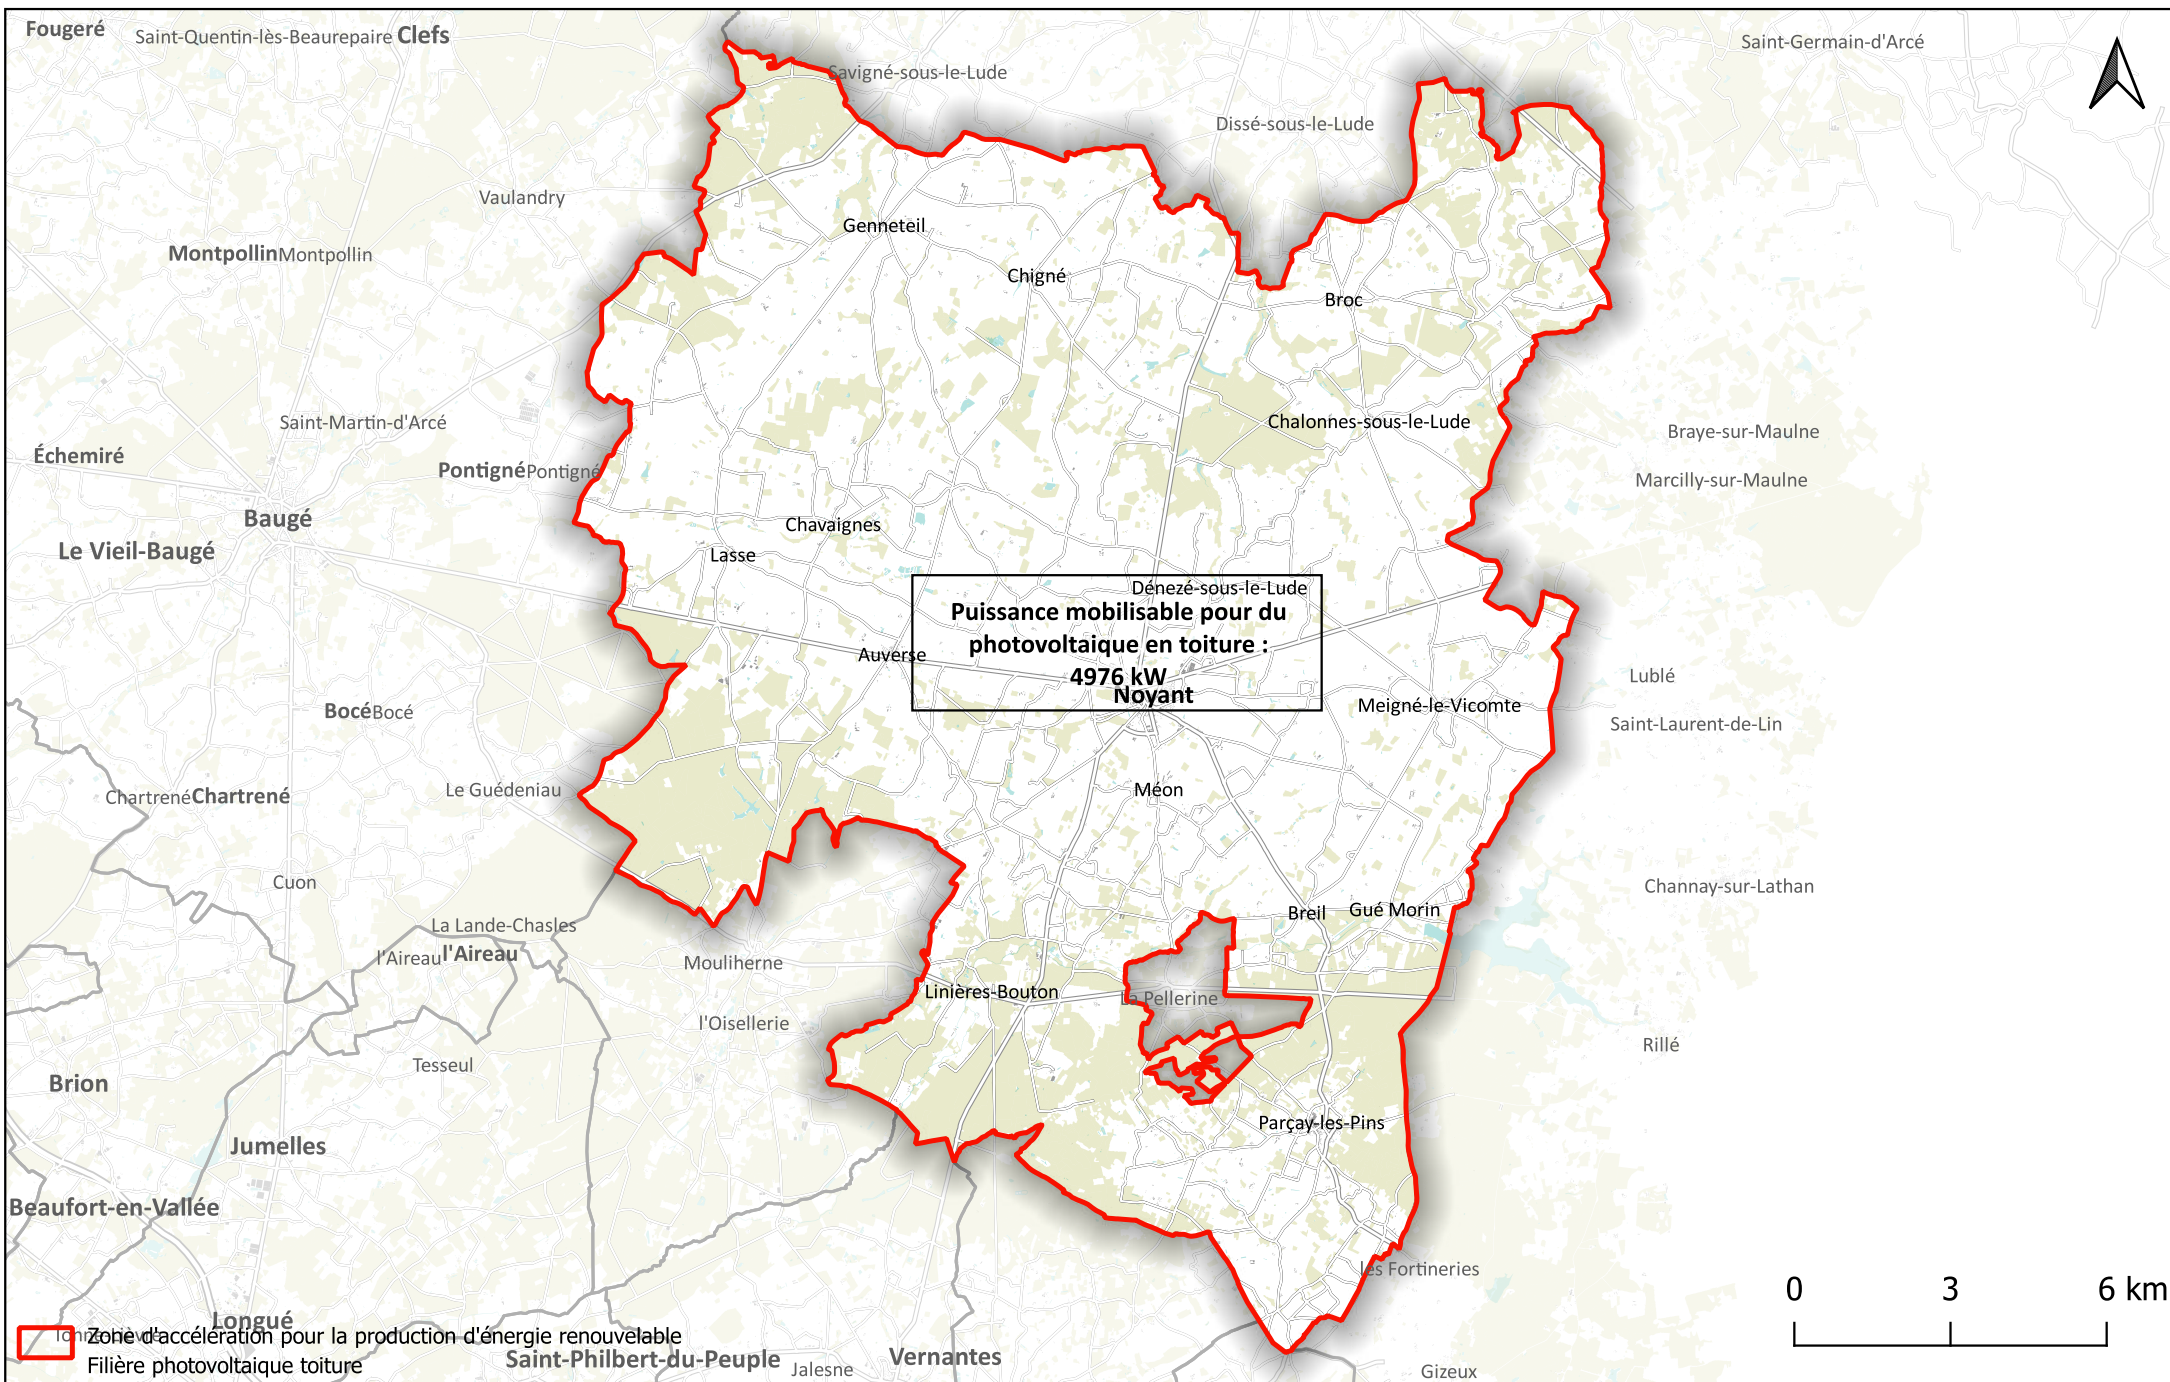 Fougeré
Saint-Quentin-lès-Beaurepaire
Clefs
Saint-Germain-d'Arcé
Savigné-sous-le-Lude
Dissé-sous-le-Lude
Vaulandry
Genneteil
Montpollin
Montpollin
Chigné
Broc
Saint-Martin-d'Arcé
Chalonnes-sous-le-Lude
Braye-sur-Maulne
Échemiré
Pontigné
Pontigné
Marcilly-sur-Maulne
Baugé
Chavaignes
Le Vieil-Baugé
Lasse
Dénezé-sous-le-Lude
Puissance mobilisable pour du
photovoltaique en toiture :
4976 kW
Auverse
Noyant
Lublé
Bocé
Bocé
Meigné-le-Vicomte
Saint-Laurent-de-Lin
Le Guédeniau
Méon
Chartrené
Chartrené
Cuon
Channay-sur-Lathan
Breil
Gué Morin
La Lande-Chasles
l'Aireau
l'Aireau
Mouliherne
Linières-Bouton
La Pellerine
l'Oisellerie
Rillé
Tesseul
Brion
Parçay-les-Pins
Jumelles
Beaufort-en-Vallée
les Fortineries
0 3 6 km
Longué
Zone d'accélération pour la production d'énergie renouvelable
Filière photovoltaique toiture
Saint-Philbert-du-Peuple
Jalesne
Vernantes
Gizeux